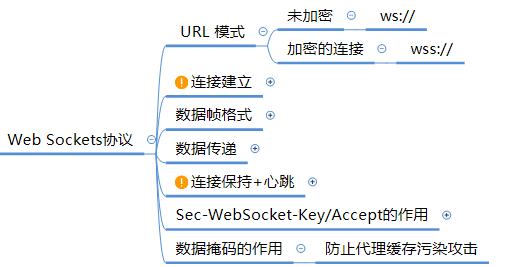 Web Sockets协议
URL 模式
未加密
ws://
加密的连接
wss://
连接建立
数据帧格式
数据传递
连接保持+心跳
Sec-WebSocket-Key/Accept的作用
数据掩码的作用
防止代理缓存污染攻击